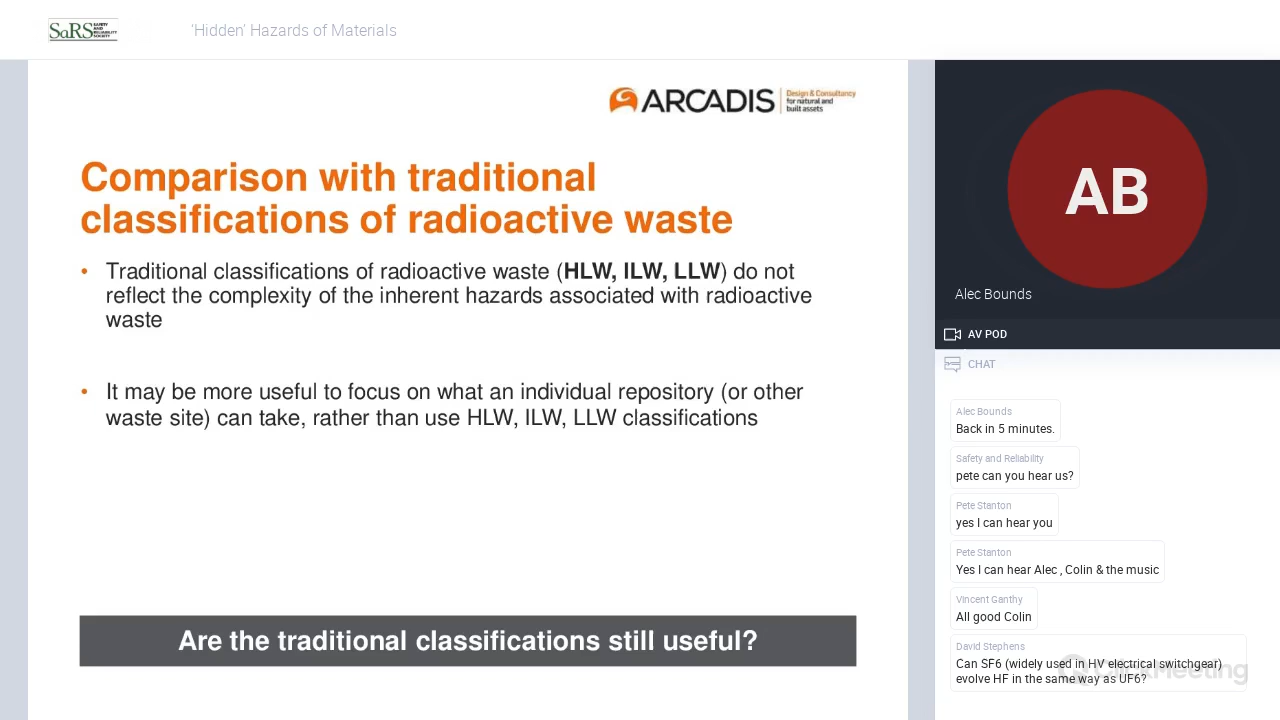 SaRS SAFETY AND RELIABILITY SOCIETY
'Hidden' Hazards of Materials
ARCADIS
Design & Consultancy
for natural and
built assets
Comparison with traditional
classifications of radioactive waste
• Traditional classifications of radioactive waste (HLW, ILW, LLW) do not
reflect the complexity of the inherent hazards associated with radioactive
waste
• It may be more useful to focus on what an individual repository (or other
waste site) can take, rather than use HLW, ILW, LLW classifications
Are the traditional classifications still useful?
AB
Alec Bounds
AV POD
CHAT
Alec Bounds
Back in 5 minutes.
Safety and Reliability
pete can you hear us?
Pete Stanton
yes I can hear you
Pete Stanton
Yes I can hear Alec , Colin & the music
Vincent Ganthy
All good Colin
David Stephens
Can SF6 (widely used in HV electrical switchgear)
evolve HF in the same way as UF6?
ClickMeeting